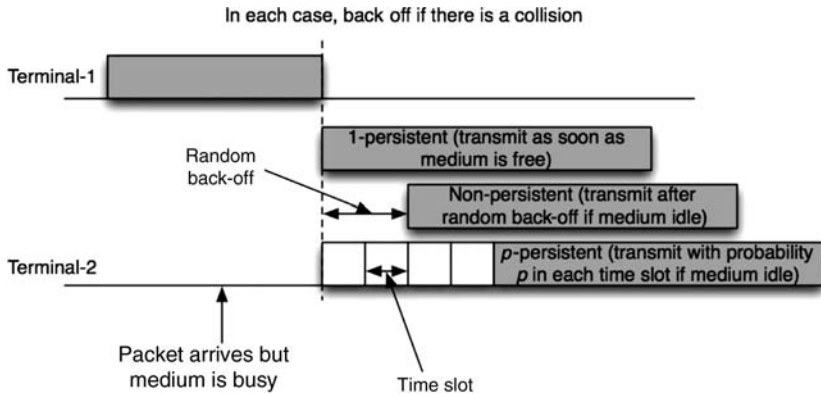 In each case, back off if there is a collision
Terminal-1
1-persistent (transmit as soon as
medium is free)
Random
back-off
Non-persistent (transmit after
random back-off if medium idle)
Terminal-2
p-persistent (transmit with probability
p in each time slot if medium idle)
Packet arrives but
medium is busy
Time slot